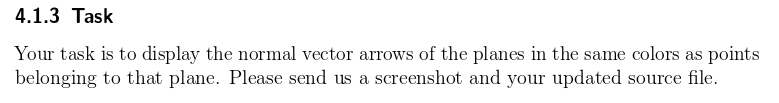 4.1.3 Task
Your task is to display the normal vector arrows of the planes in the same colors as points
belonging to that plane. Please send us a screenshot and your updated source file.